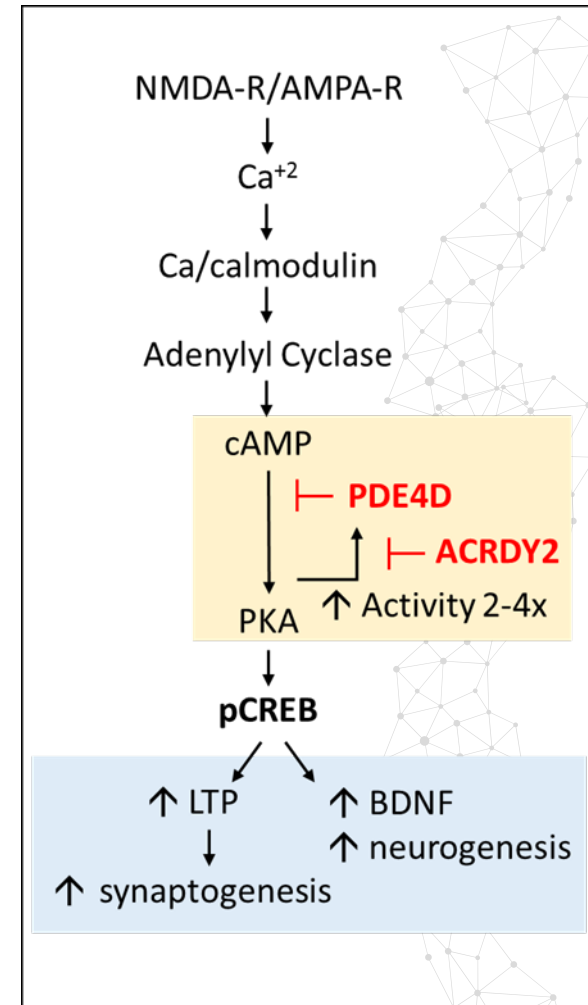 NMDA-R/AMPA-R
Ca+2
Ca/calmodulin
Adenylyl Cyclase
cAMP
PDE4D
ACRDY2
↑ Activity 2-4x
PKA
pCREB
↑ LTP
↑ BDNF
↑ neurogenesis
↑ synaptogenesis